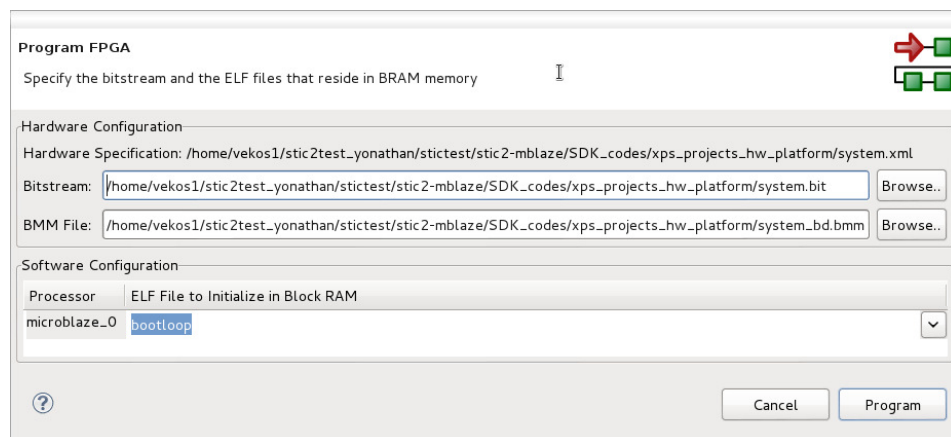 Program FPGA
Specify the bitstream and the ELF files that reside in BRAM memory
Hardware Configuration
Hardware Specification: /home/vekos1/stic2test_yonathan/stictest/stic2-mblaze/SDK_codes/xps_projects_hw_platform/system.xml
Bitstream: /home/vekos1/stic2test_yonathan/stictest/stic2-mblaze/SDK_codes/xps_projects_hw_platform/system.bit Browse..
BMM File: /home/vekos1/stic2test_yonathan/stictest/stic2-mblaze/SDK_codes/xps_projects_hw_platform/system_bd.bmm Browse..
Software Configuration
Processor ELF File to Initialize in Block RAM
microblaze_0 bootloop
? Cancel Program